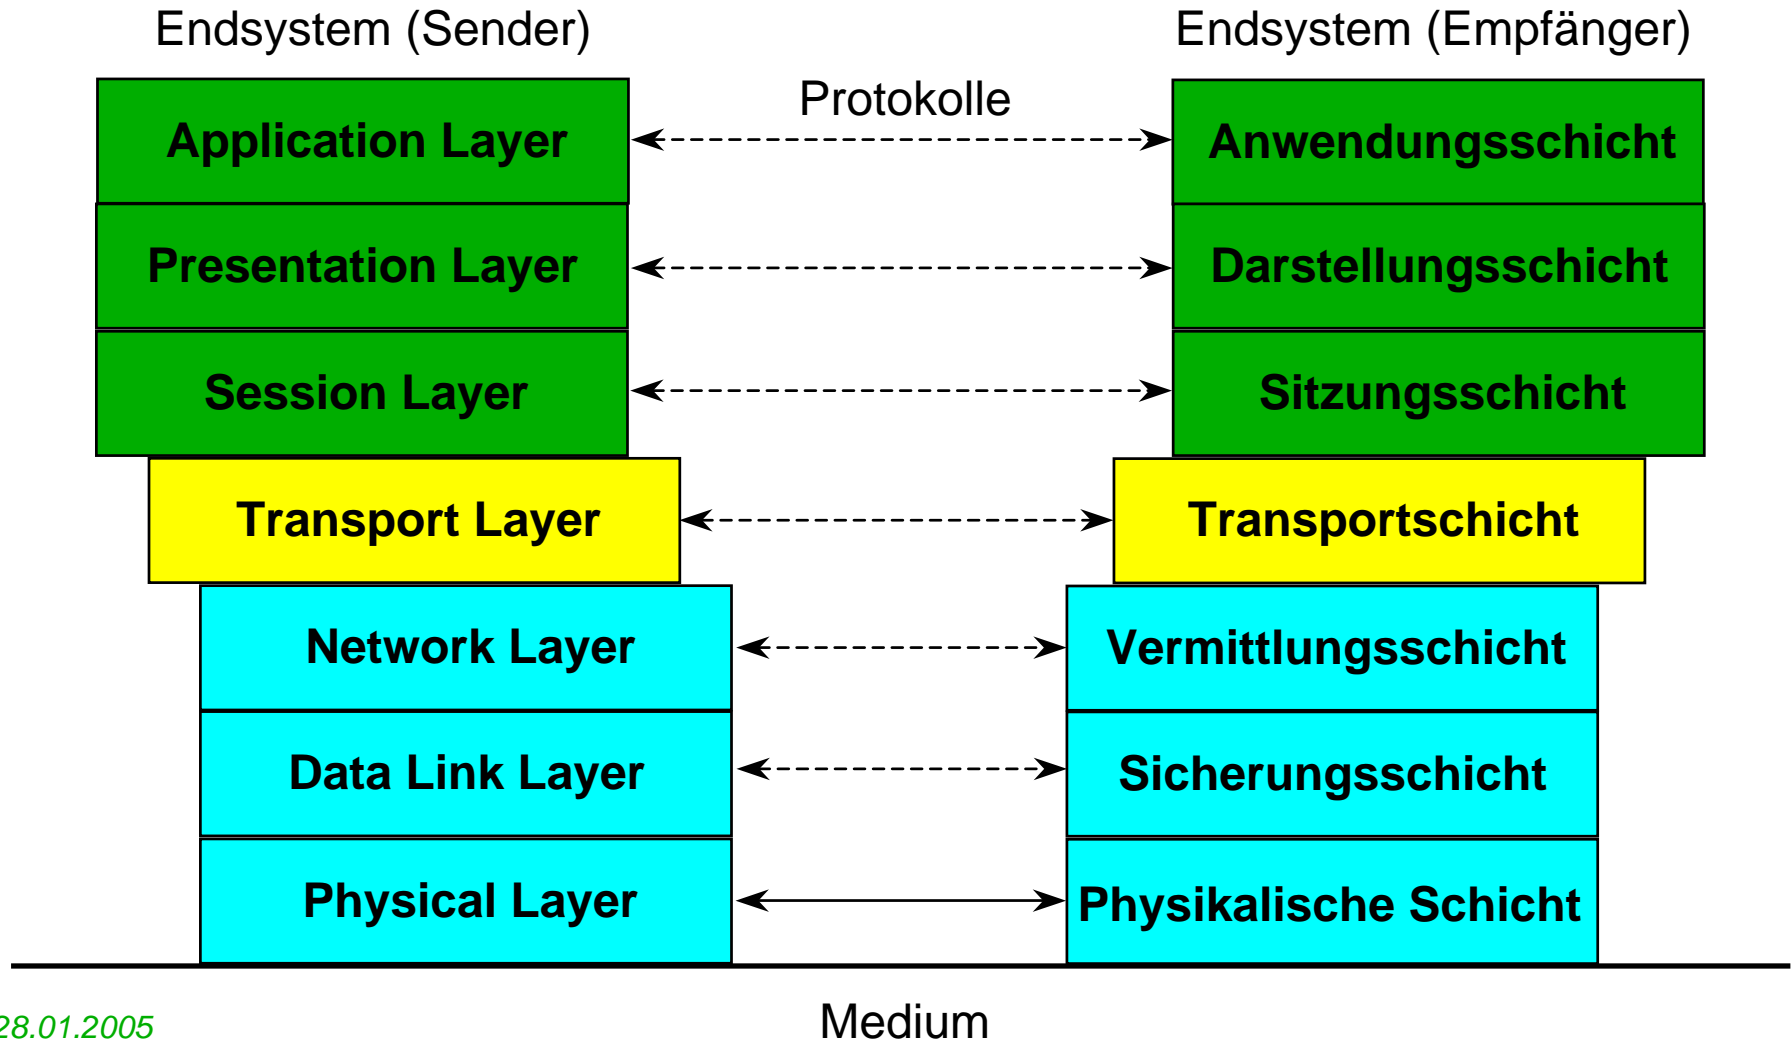 Endsystem (Sender)
Endsystem (Empfänger)
Protokolle
Application Layer
Anwendungsschicht
Presentation Layer
Darstellungsschicht
Session Layer
Sitzungsschicht
Transport Layer
Transportschicht
Network Layer
Vermittlungsschicht
Data Link Layer
Sicherungsschicht
Physical Layer
Physikalische Schicht
Medium
28.01.2005